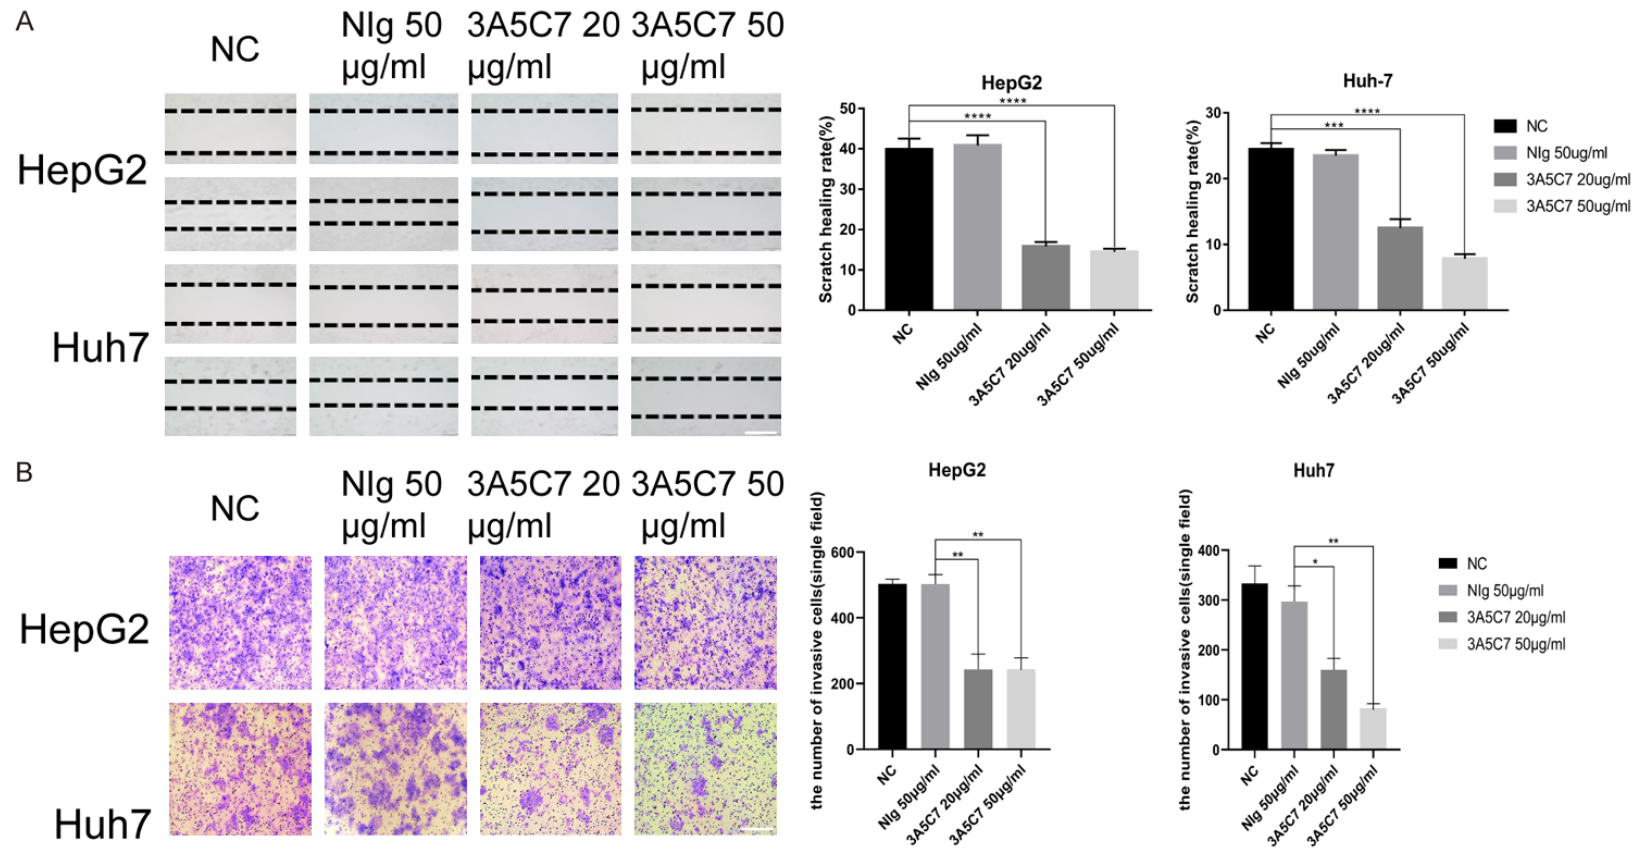 A
NC
NIg 50
µg/ml
3A5C7 20
µg/ml
3A5C7 50
µg/ml
HepG2
Huh7
HepG2
Scratch healing rate(%)
50
40
30
20
10
0
****
****
NC
NIg 50ug/ml
3A5C7 20ug/ml
3A5C7 50ug/ml
Huh-7
Scratch healing rate(%)
30
20
10
0
****
***
NC
NIg 50ug/ml
3A5C7 20ug/ml
3A5C7 50ug/ml
NC
NIg 50ug/ml
3A5C7 20ug/ml
3A5C7 50ug/ml
B
NC
NIg 50
µg/ml
3A5C7 20
µg/ml
3A5C7 50
µg/ml
HepG2
Huh7
HepG2
the number of invasive cells(single field)
600
400
200
0
**
**
NC
NIg 50µg/ml
3A5C7 20µg/ml
3A5C7 50µg/ml
Huh7
the number of invasive cells(single field)
400
300
200
100
0
**
*
NC
NIg 50µg/ml
3A5C7 20µg/ml
3A5C7 50µg/ml
NC
NIg 50µg/ml
3A5C7 20µg/ml
3A5C7 50µg/ml